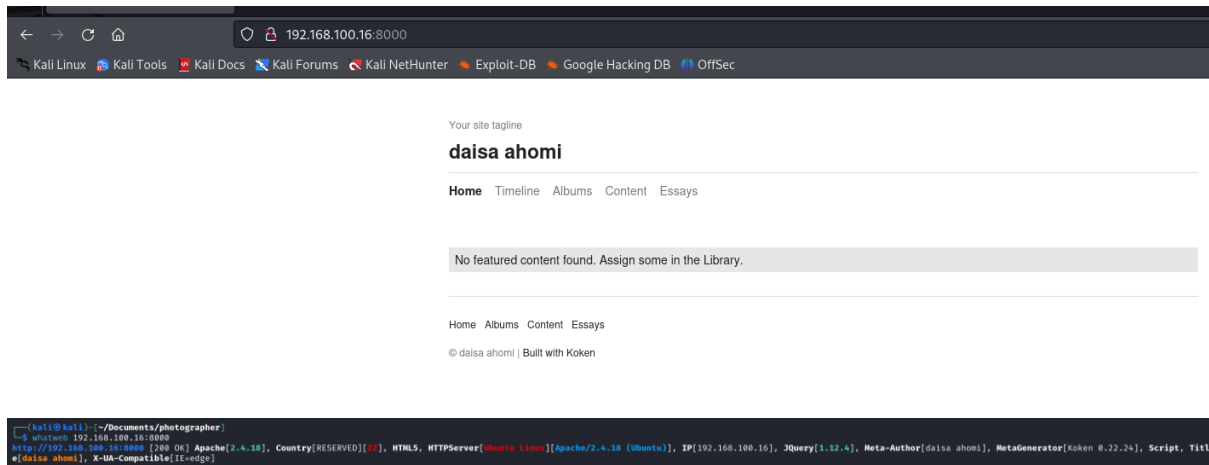 192.168.100.16:8000
Kali Linux Kali Tools Kali Docs Kali Forums Kali NetHunter Exploit-DB Google Hacking DB OffSec
Your site tagline
daisa ahomi
Home Timeline Albums Content Essays
No featured content found. Assign some in the Library.
Home Albums Content Essays
© daisa ahomi | Built with Koken
┌──(kali㉿kali)-[~/Documents/photographer]
└─$ whatweb 192.168.100.16:8000
http://192.168.100.16:8000 [200 OK] Apache[2.4.18], Country[RESERVED][ZZ], HTML5, HTTPServer[Ubuntu Linux][Apache/2.4.18 (Ubuntu)], IP[192.168.100.16], JQuery[1.12.4], Meta-Author[daisa ahomi], MetaGenerator[Koken 0.22.24], Script, Titl
e[daisa ahomi], X-UA-Compatible[IE=edge]